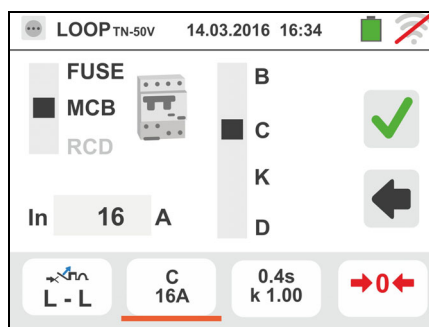 LOOP TN-50V 14.03.2016 16:34
FUSE
MCB
RCD
B
C
K
D
In 16 A
L - L
C
16A
0.4s
k 1.00
→0←